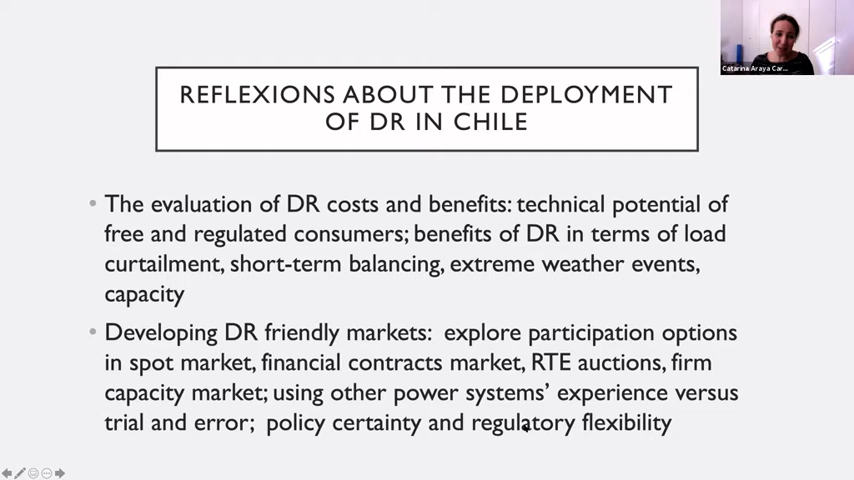 Catarina Araya Car...
REFLEXIONS ABOUT THE DEPLOYMENT
OF DR IN CHILE
• The evaluation of DR costs and benefits: technical potential of
free and regulated consumers; benefits of DR in terms of load
curtailment, short-term balancing, extreme weather events,
capacity
• Developing DR friendly markets: explore participation options
in spot market, financial contracts market, RTE auctions, firm
capacity market; using other power systems’ experience versus
trial and error; policy certainty and regulatory flexibility